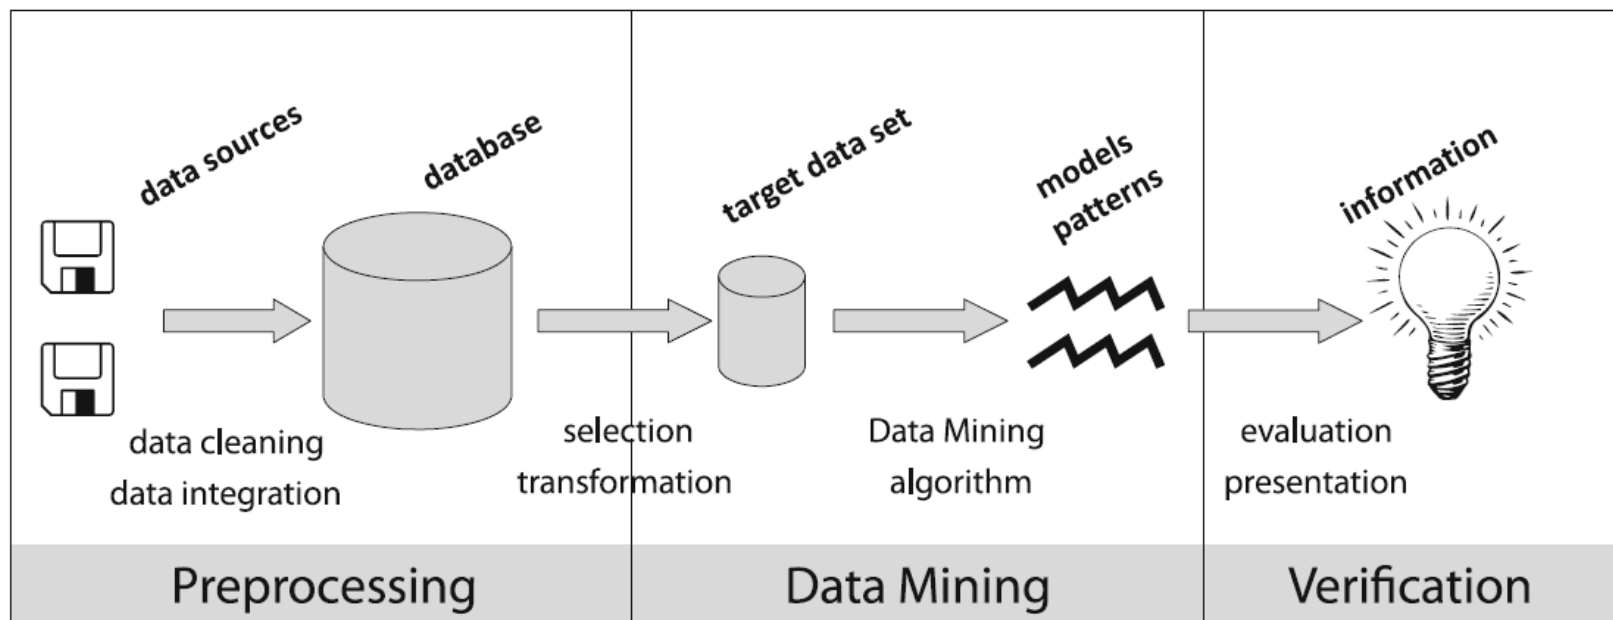 data sources
database
target data set
models
patterns
information
data cleaning
data integration
selection
transformation
Data Mining
algorithm
evaluation
presentation
Preprocessing
Data Mining
Verification